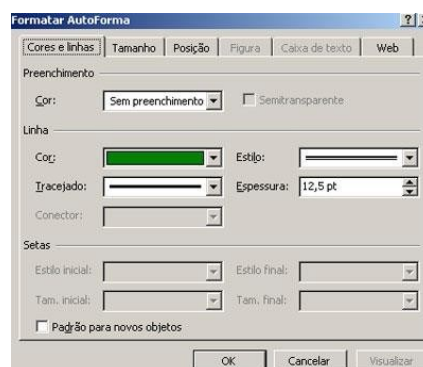 Formatar AutoForma
Cores e linhas Tamanho Posição Figura Caixa de texto Web
Preenchimento
Cor: Sem preenchimento Semitransparente
Linha
Cor: Estilo:
Tracejado: Espessura: 12,5 pt
Conector:
Setas
Estilo inicial: Estilo final:
Tam. inicial: Tam. final:
Padrão para novos objetos
OK Cancelar Visualizar